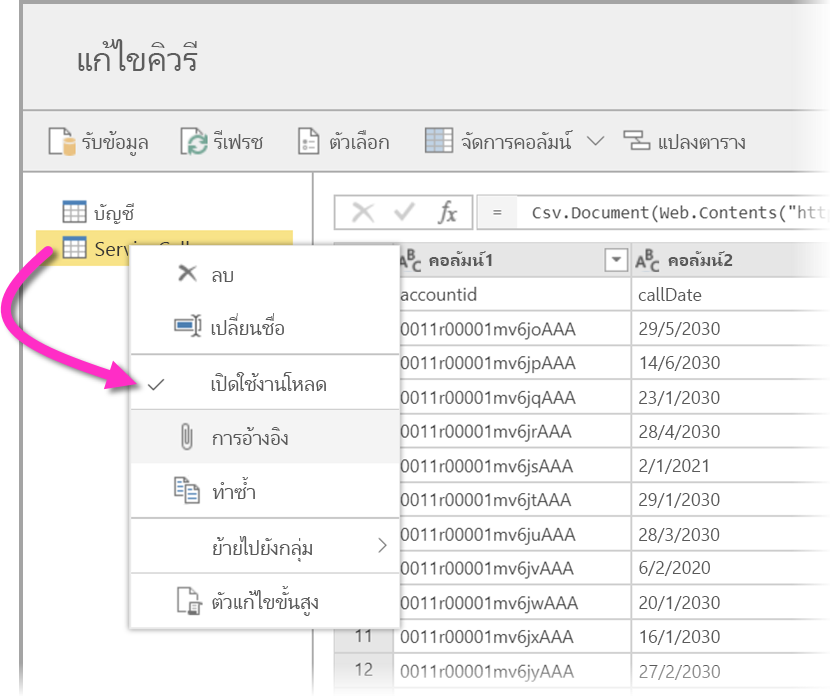 แก้ไขคิวรี
รับข้อมูล รีเฟรช ตัวเลือก จัดการคอลัมน์ แปลงตาราง
บัญชี
fx = Csv.Document(Web.Contents("htt
ลบ
เปลี่ยนชื่อ
เปิดใช้งานโหลด
การอ้างอิง
ทำซ้ำ
ย้ายไปยังกลุ่ม
ตัวแก้ไขขั้นสูง
ABC คอลัมน์1 ABC คอลัมน์2
accountid callDate
0011r00001mv6joAAA 29/5/2030
0011r00001mv6jpAAA 14/6/2030
0011r00001mv6jqAAA 23/1/2030
0011r00001mv6jrAAA 28/4/2030
0011r00001mv6jsAAA 2/1/2021
0011r00001mv6jtAAA 29/1/2030
0011r00001mv6juAAA 28/3/2030
0011r00001mv6jvAAA 6/2/2020
0011r00001mv6jwAAA 20/1/2030
11 0011r00001mv6jxAAA 16/1/2030
12 0011r00001mv6jyAAA 27/2/2030